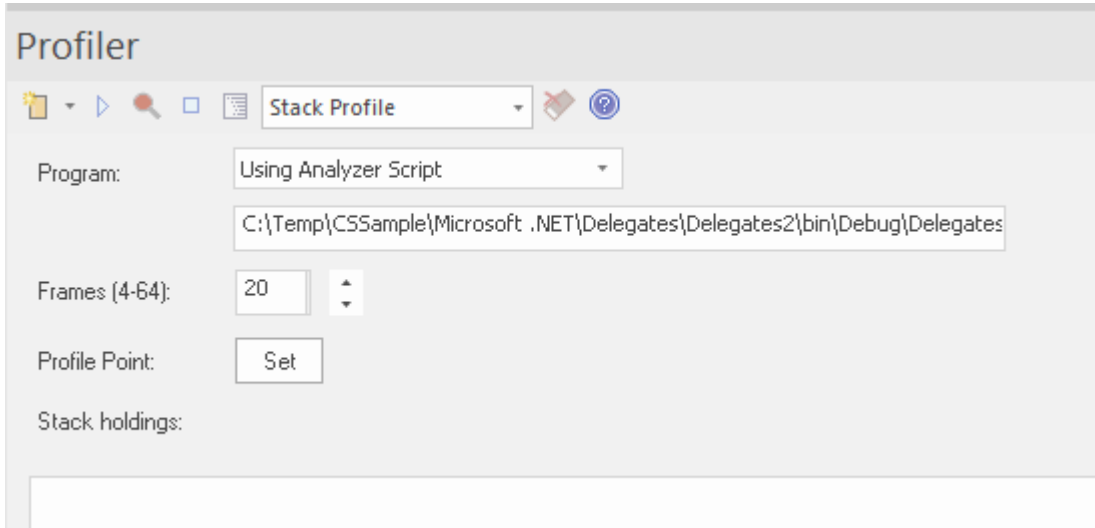 Profiler
Stack Profile
Program:
Using Analyzer Script
C:\Temp\CSSample\Microsoft .NET\Delegates\Delegates2\bin\Debug\Delegates
Frames (4-64):
20
Profile Point:
Set
Stack holdings: